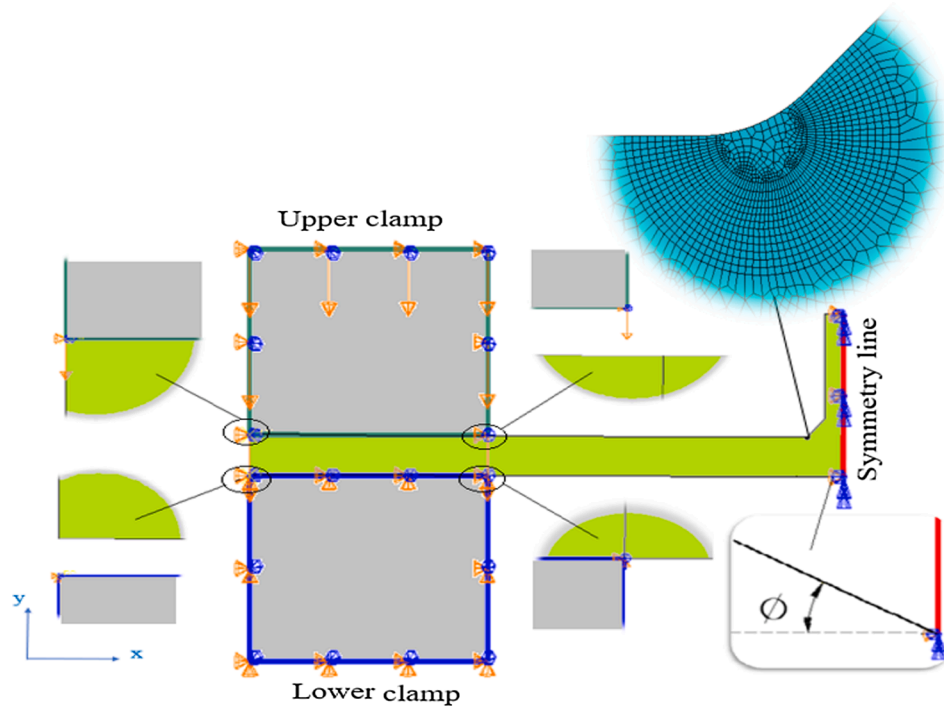 Upper clamp
Symmetry line
ϕ
y
x
Lower clamp